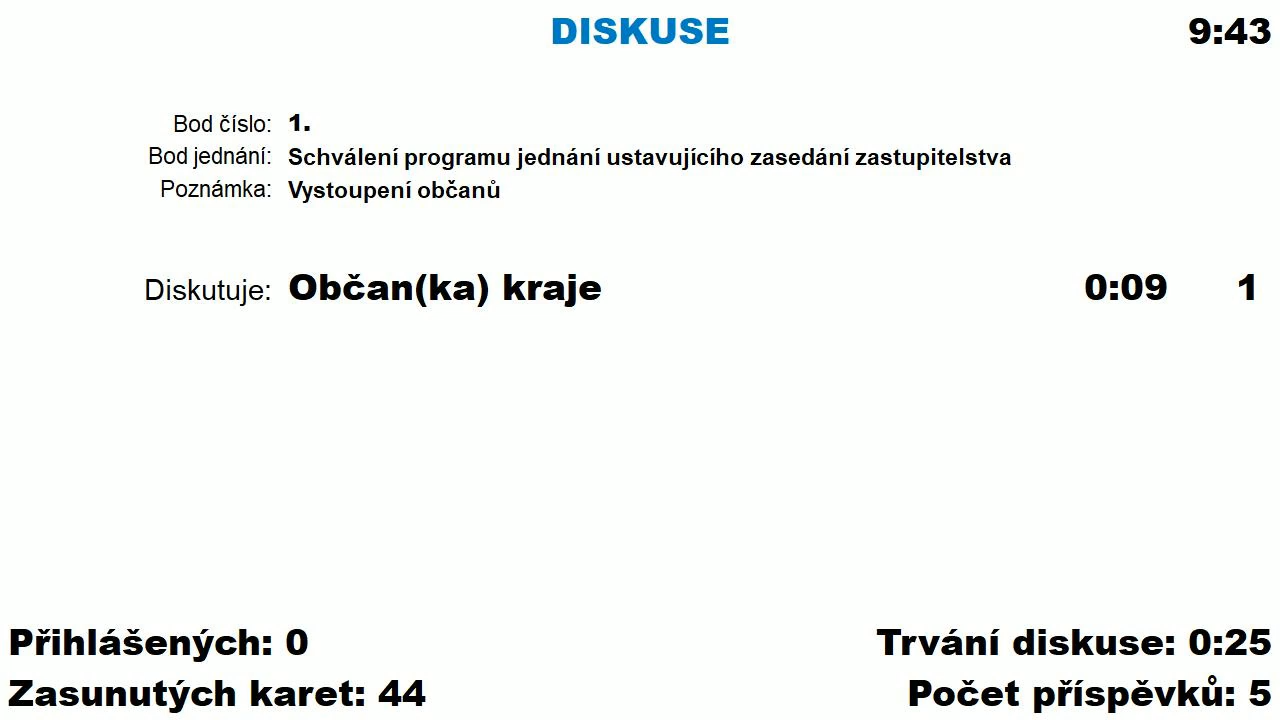 DISKUSE 9:43
Bod číslo: 1.
Bod jednání: Schválení programu jednání ustavujícího zasedání zastupitelstva
Poznámka: Vystoupení občanů
Diskutuje: Občan(ka) kraje 0:09 1
Přihlášených: 0 Trvání diskuse: 0:25
Zasunutých karet: 44 Počet příspěvků: 5